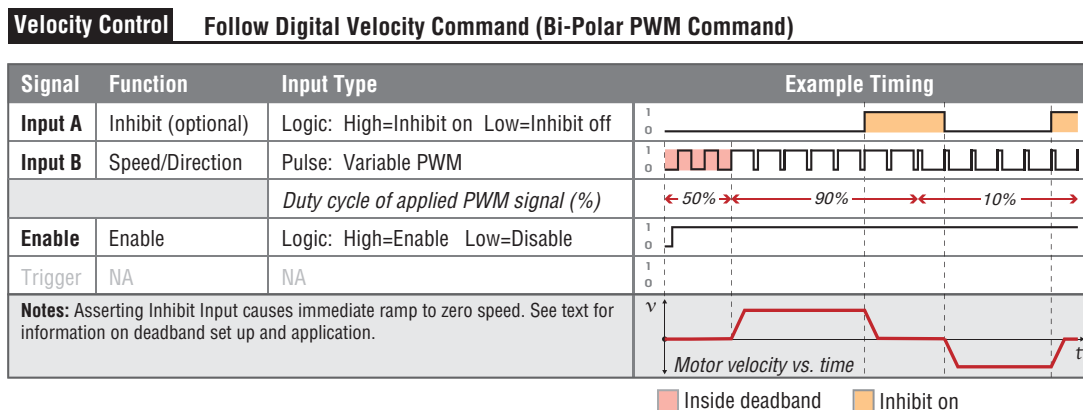 Velocity Control Follow Digital Velocity Command (Bi-Polar PWM Command)
Signal Function Input Type Example Timing
Input A Inhibit (optional) Logic: High=Inhibit on Low=Inhibit off 1
0
Input B Speed/Direction Pulse: Variable PWM 1
0
Duty cycle of applied PWM signal (%) 50% 90% 10%
Enable Enable Logic: High=Enable Low=Disable 1
0
Trigger NA NA 1
0
Notes: Asserting Inhibit Input causes immediate ramp to zero speed. See text for
information on deadband set up and application.
v
t
Motor velocity vs. time
Inside deadband Inhibit on